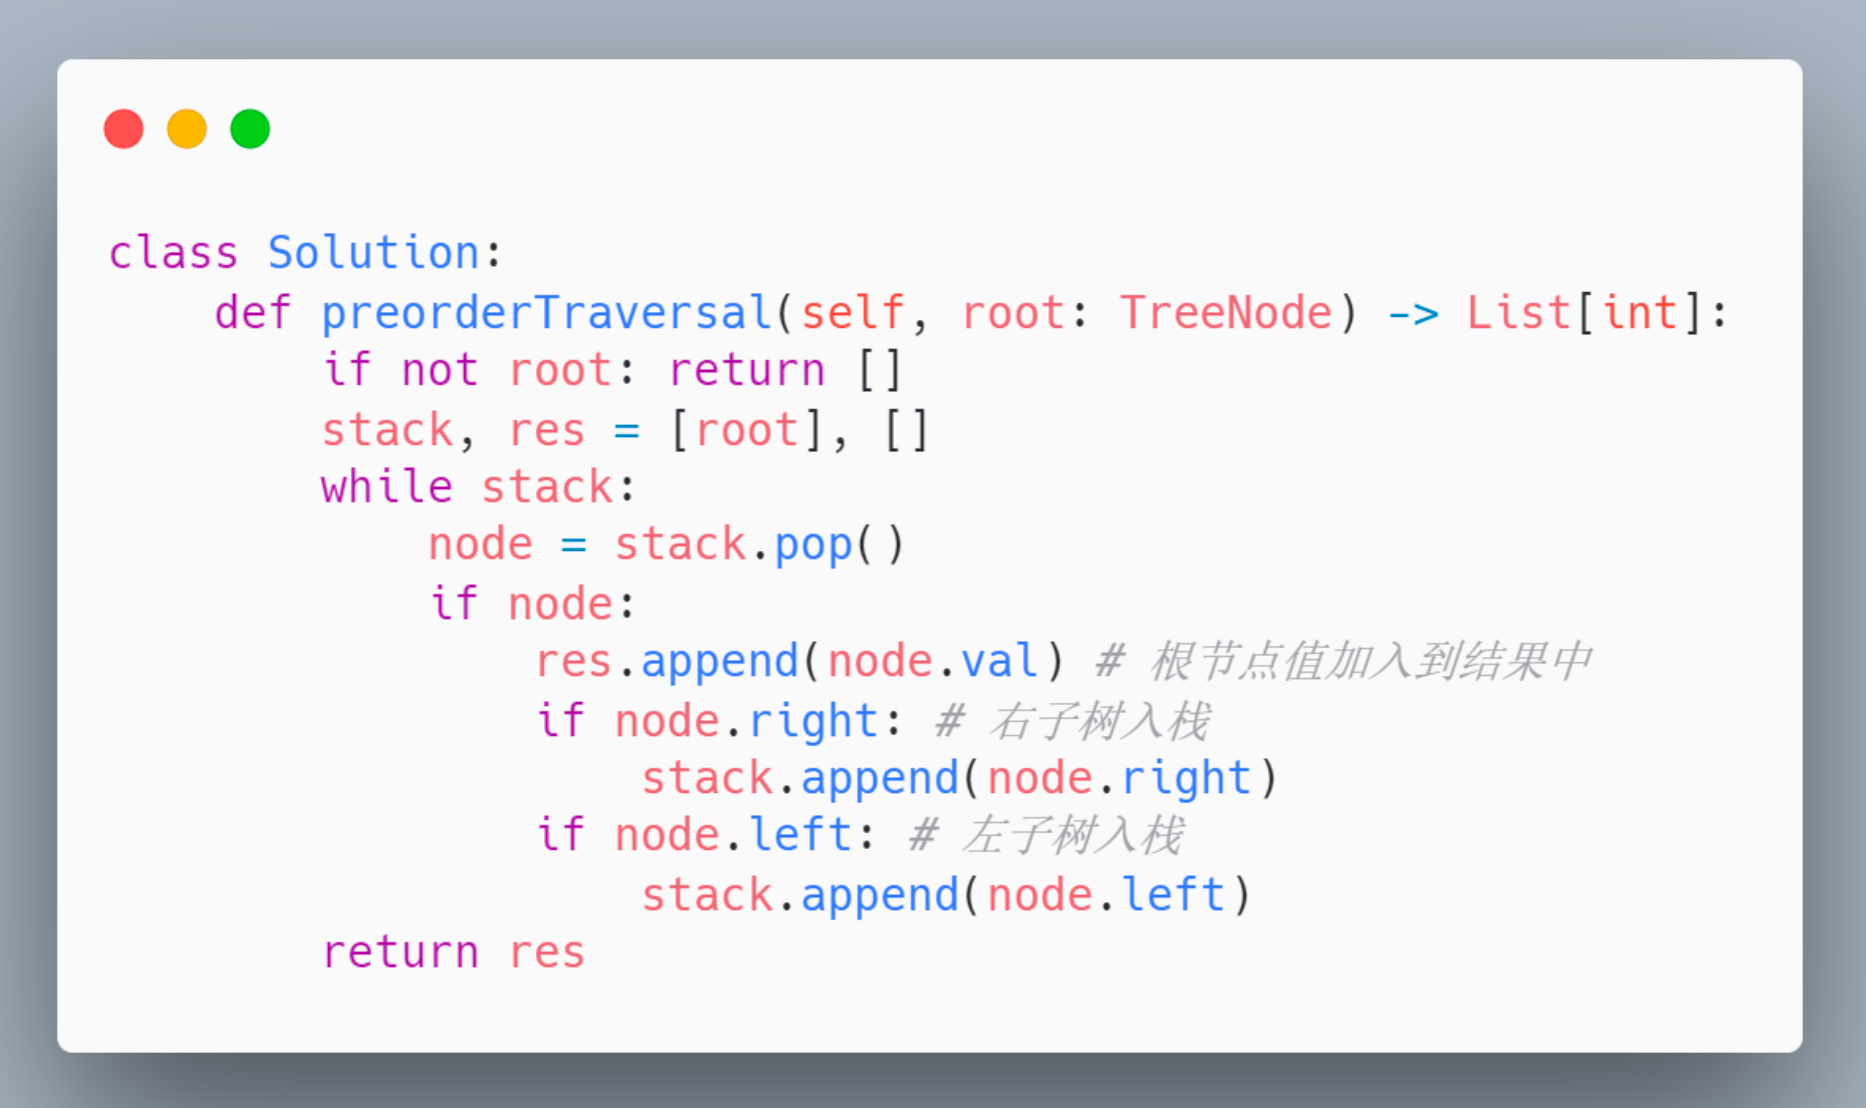 class Solution:
    def preorderTraversal(self, root: TreeNode) -> List[int]:
        if not root: return []
        stack, res = [root], []
        while stack:
            node = stack.pop()
            if node:
                res.append(node.val) # 根节点值加入到结果中
                if node.right: # 右子树入栈
                    stack.append(node.right)
                if node.left: # 左子树入栈
                    stack.append(node.left)
        return res